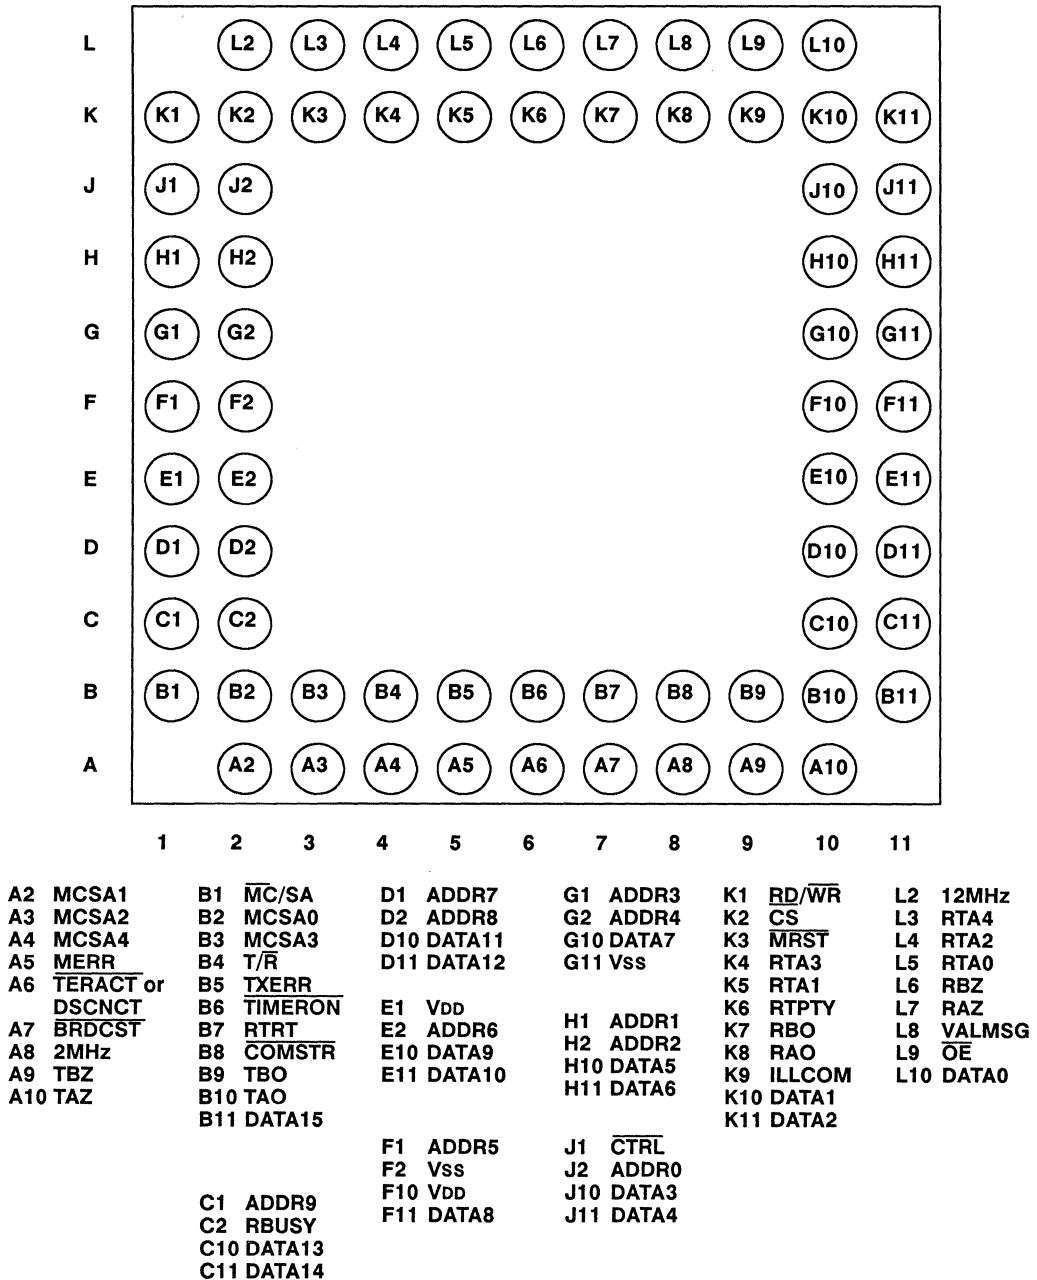 L L2 L3 L4 L5 L6 L7 L8 L9 L10
K K1 K2 K3 K4 K5 K6 K7 K8 K9 K10 K11
J J1 J2 J10 J11
H H1 H2 H10 H11
G G1 G2 G10 G11
F F1 F2 F10 F11
E E1 E2 E10 E11
D D1 D2 D10 D11
C C1 C2 C10 C11
B B1 B2 B3 B4 B5 B6 B7 B8 B9 B10 B11
A A2 A3 A4 A5 A6 A7 A8 A9 A10
1 2 3 4 5 6 7 8 9 10 11
A2 MCSA1
A3 MCSA2
A4 MCSA4
A5 MERR
A6 T̅E̅R̅A̅C̅T̅ or
DSCNCT
A7 B̅R̅D̅C̅S̅T̅
A8 2MHz
A9 TBZ
A10 TAZ
B1 M̅C̅/SA
B2 MCSA0
B3 MCSA3
B4 T/R̅
B5 TXERR
B6 T̅I̅M̅E̅R̅O̅N̅
B7 RTRT
B8 C̅O̅M̅S̅T̅R̅
B9 TBO
B10 TAO
B11 DATA15
C1 ADDR9
C2 RBUSY
C10 DATA13
C11 DATA14
D1 ADDR7
D2 ADDR8
D10 DATA11
D11 DATA12
E1 VDD
E2 ADDR6
E10 DATA9
E11 DATA10
F1 ADDR5
F2 VSS
F10 VDD
F11 DATA8
G1 ADDR3
G2 ADDR4
G10 DATA7
G11 VSS
H1 ADDR1
H2 ADDR2
H10 DATA5
H11 DATA6
J1 C̅T̅R̅L̅
J2 ADDR0
J10 DATA3
J11 DATA4
K1 RD/W̅R̅
K2 C̅S̅
K3 M̅R̅S̅T̅
K4 RTA3
K5 RTA1
K6 RTPTY
K7 RBO
K8 RAO
K9 ILLCOM
K10 DATA1
K11 DATA2
L2 12MHz
L3 RTA4
L4 RTA2
L5 RTA0
L6 RBZ
L7 RAZ
L8 VALMSG
L9 O̅E̅
L10 DATA0